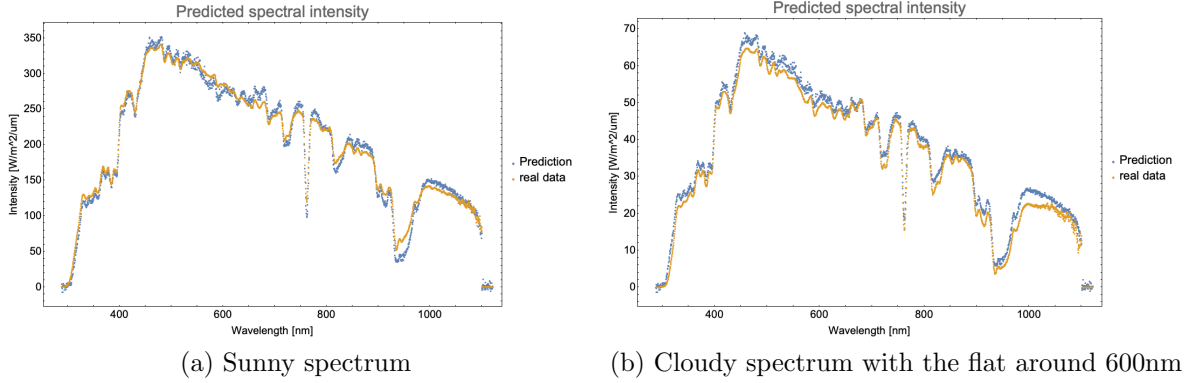 Predicted spectral intensity
350
300
250
200
150
100
50
0
Intensity [W/m^2/um]
400
600
800
1000
Wavelength [nm]
Prediction
real data
(a) Sunny spectrum
Predicted spectral intensity
70
60
50
40
30
20
10
0
Intensity [W/m^2/um]
400
600
800
1000
Wavelength [nm]
Prediction
real data
(b) Cloudy spectrum with the flat around 600nm